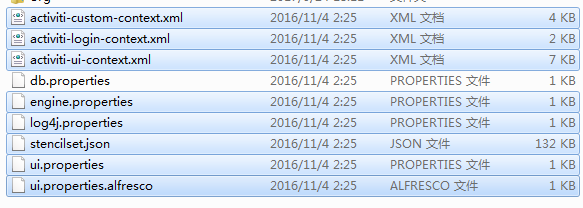 activiti-custom-context.xml 2016/11/4 2:25 XML 文档 4 KB
activiti-login-context.xml 2016/11/4 2:25 XML 文档 2 KB
activiti-ui-context.xml 2016/11/4 2:25 XML 文档 7 KB
db.properties 2016/11/4 2:25 PROPERTIES 文件 1 KB
engine.properties 2016/11/4 2:25 PROPERTIES 文件 1 KB
log4j.properties 2016/11/4 2:25 PROPERTIES 文件 1 KB
stencilset.json 2016/11/4 2:25 JSON 文件 132 KB
ui.properties 2016/11/4 2:25 PROPERTIES 文件 1 KB
ui.properties.alfresco 2016/11/4 2:25 ALFRESCO 文件 1 KB